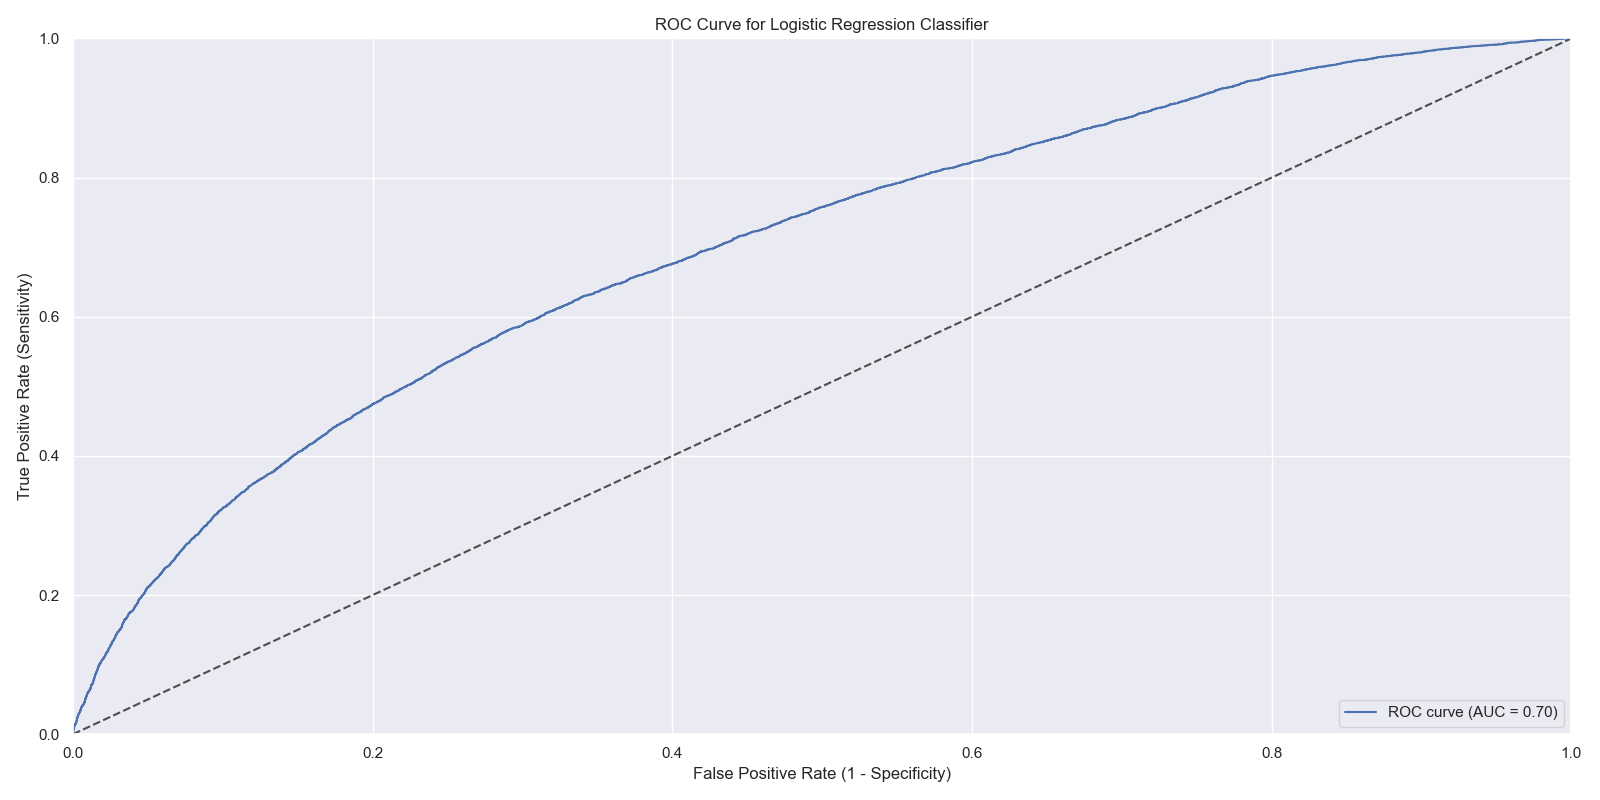 ROC Curve for Logistic Regression Classifier
1.0
0.8
0.6
0.4
0.2
0.0
True Positive Rate (Sensitivity)
ROC curve (AUC = 0.70)
0.0 0.2 0.4 0.6 0.8 1.0
False Positive Rate (1 - Specificity)